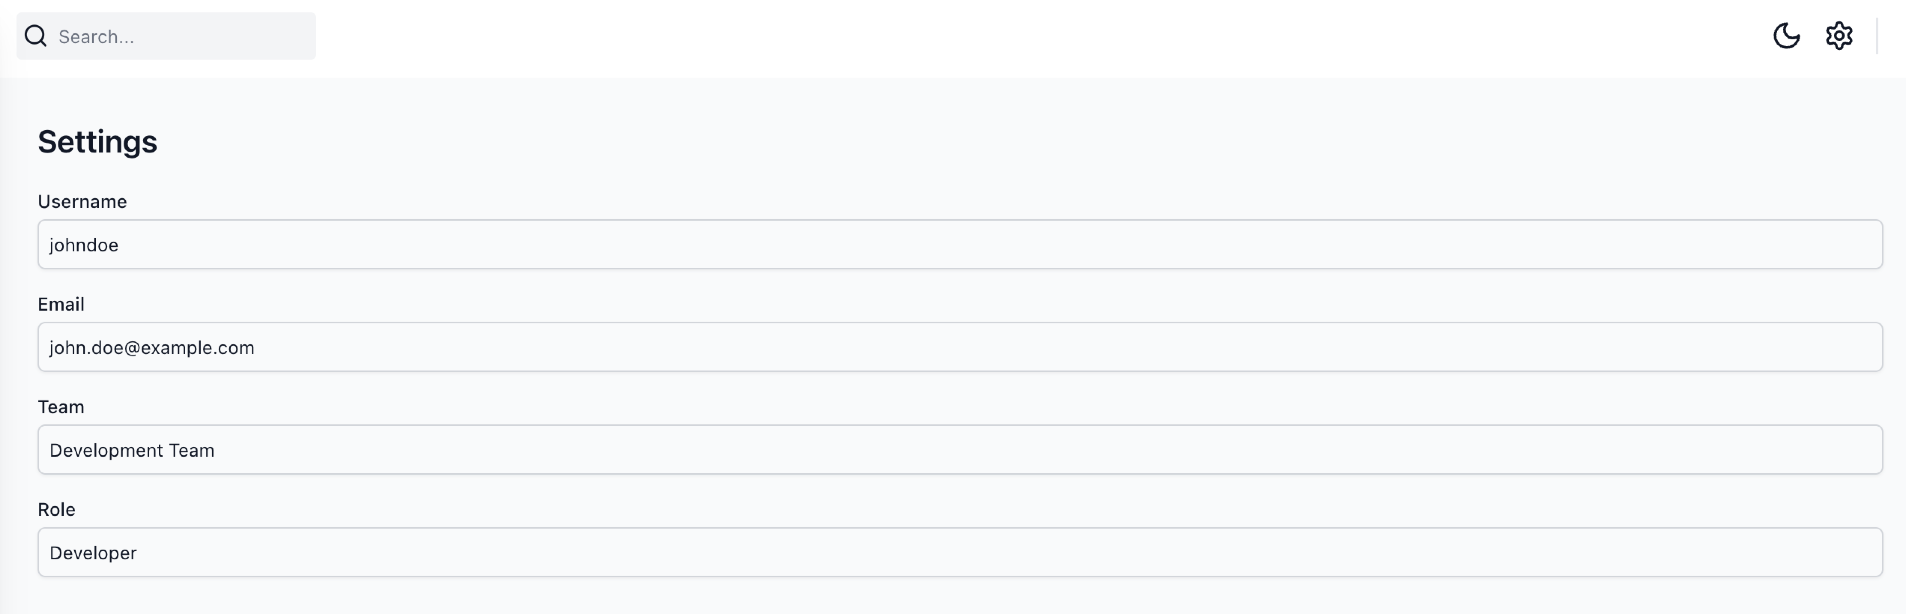 Search...
Settings
Username
johndoe
Email
john.doe@example.com
Team
Development Team
Role
Developer